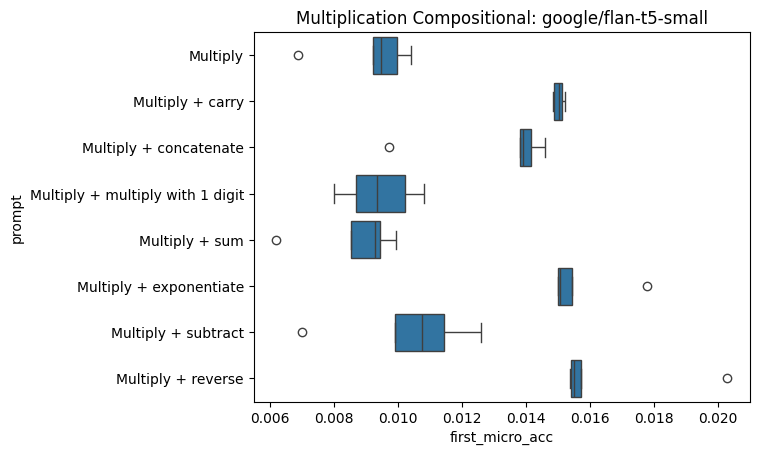 Multiplication Compositional: google/flan-t5-small
Multiply
Multiply + carry
Multiply + concatenate
Multiply + multiply with 1 digit
Multiply + sum
Multiply + exponentiate
Multiply + subtract
Multiply + reverse
prompt
0.006 0.008 0.010 0.012 0.014 0.016 0.018 0.020
first_micro_acc